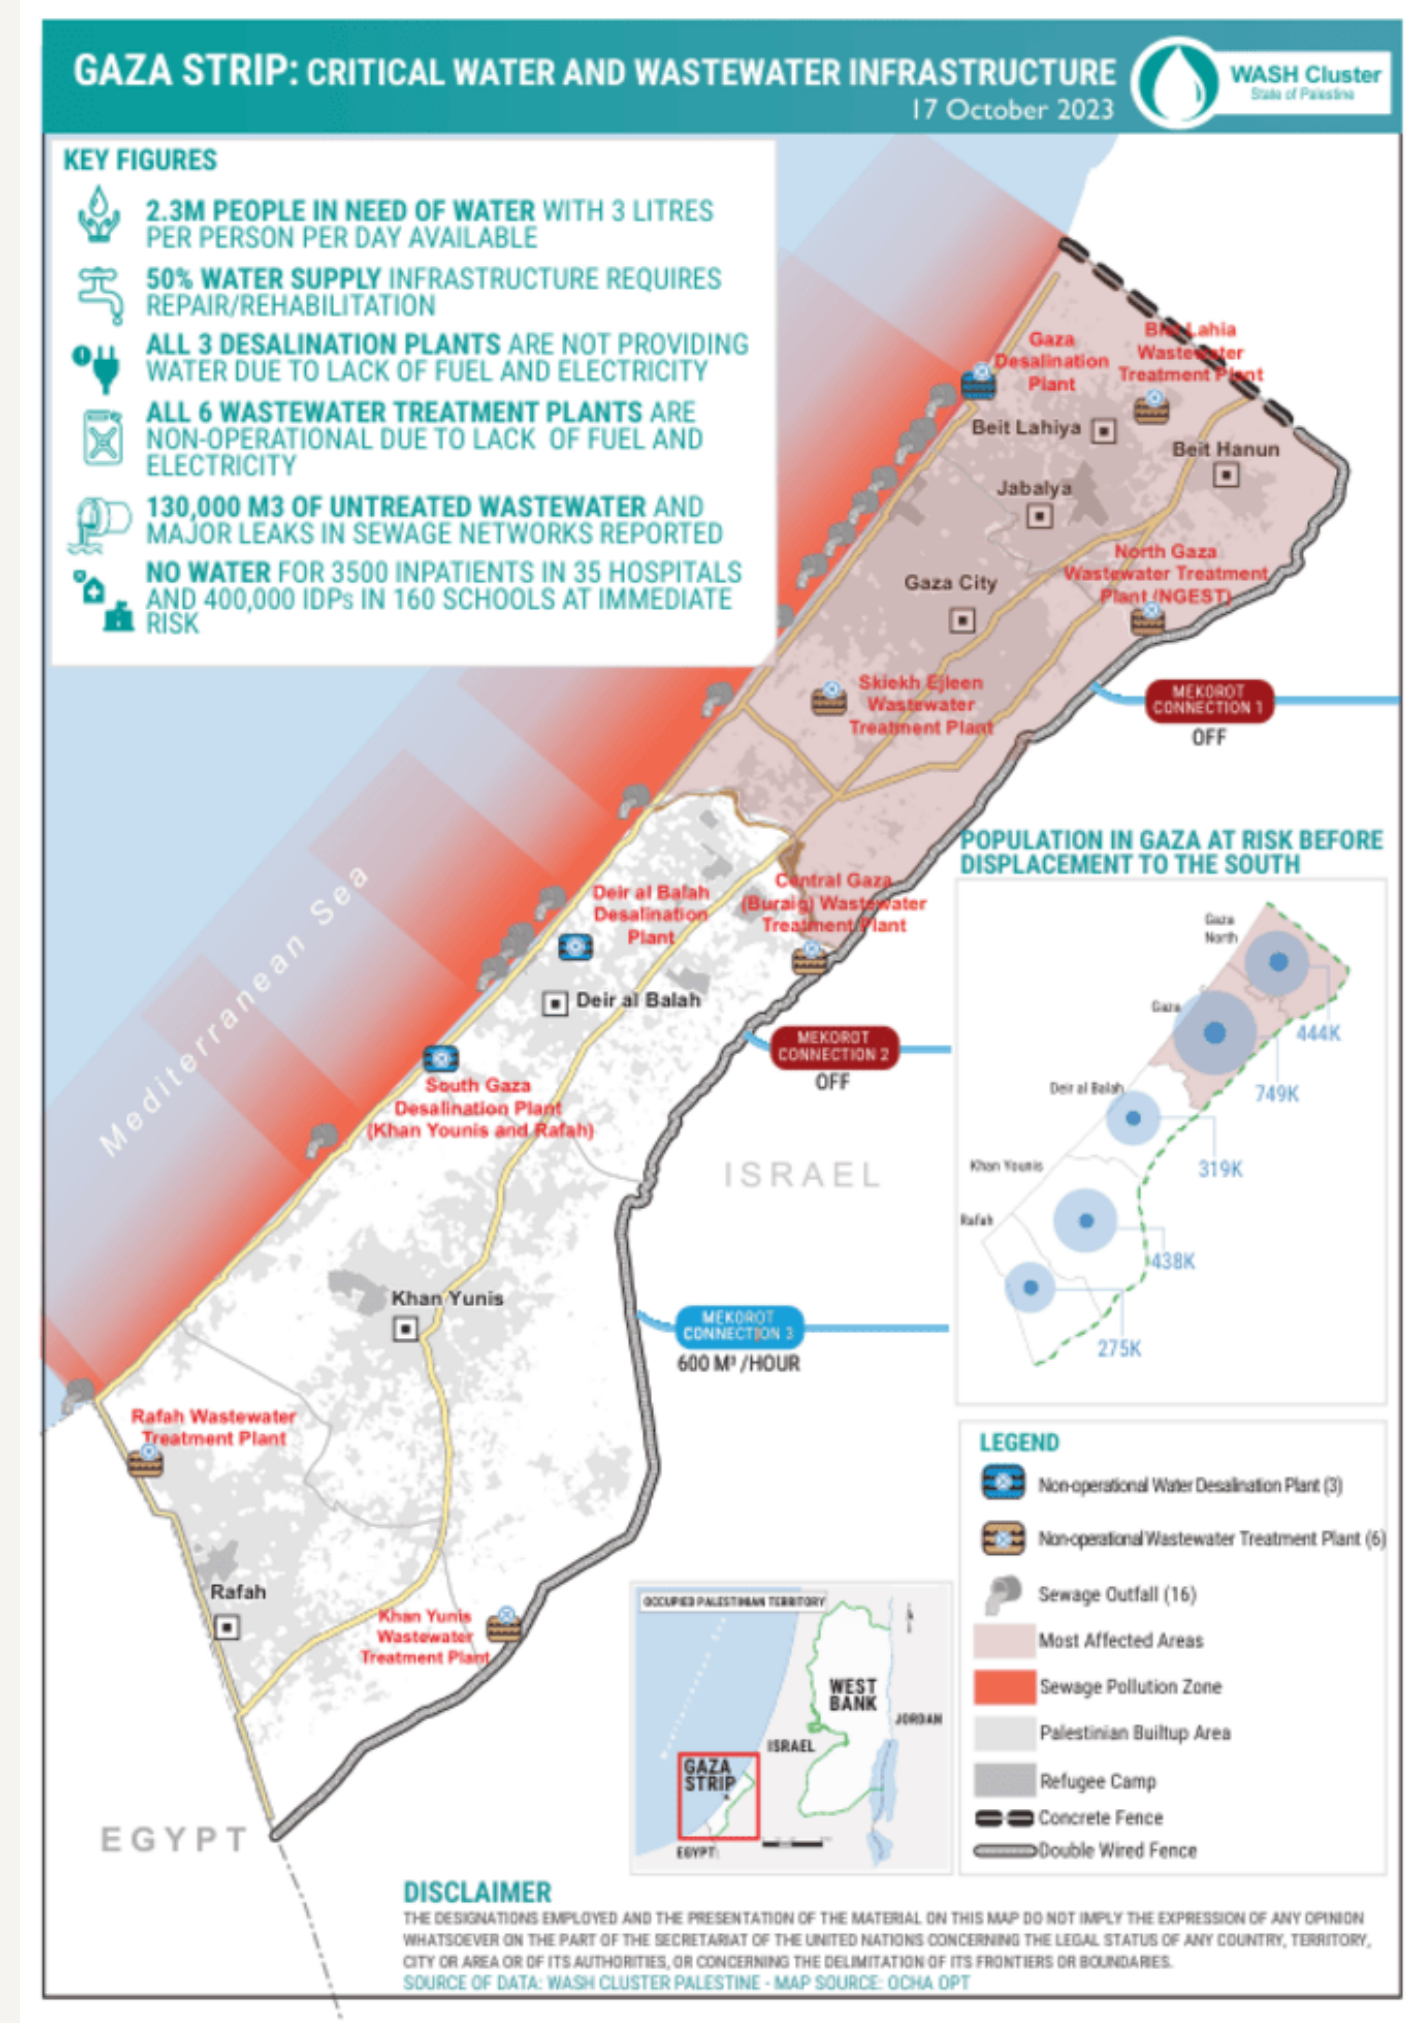 GAZA STRIP: CRITICAL WATER AND WASTEWATER INFRASTRUCTURE
17 October 2023
WASH Cluster
State of Palestine
KEY FIGURES
2.3M PEOPLE IN NEED OF WATER WITH 3 LITRES
PER PERSON PER DAY AVAILABLE
50% WATER SUPPLY INFRASTRUCTURE REQUIRES
REPAIR/REHABILITATION
ALL 3 DESALINATION PLANTS ARE NOT PROVIDING
WATER DUE TO LACK OF FUEL AND ELECTRICITY
ALL 6 WASTEWATER TREATMENT PLANTS ARE
NON-OPERATIONAL DUE TO LACK OF FUEL AND
ELECTRICITY
130,000 M3 OF UNTREATED WASTEWATER AND
MAJOR LEAKS IN SEWAGE NETWORKS REPORTED
NO WATER FOR 3500 INPATIENTS IN 35 HOSPITALS
AND 400,000 IDPs IN 160 SCHOOLS AT IMMEDIATE
RISK
Gaza
Desalination
Plant
Lahia
Wastewater
Treatment Plant
Beit Lahiya
Beit Hanun
Jabalya
North Gaza
Wastewater Treatment
Plant (NGEST)
Gaza City
Skiekh Ejleen
Wastewater
Treatment Plant
MEKOROT
CONNECTION 1
OFF
Mediterranean Sea
Deir al Balah
Desalination
Plant
Central Gaza
(Buraig) Wastewater
Treatment Plant
Deir al Balah
MEKOROT
CONNECTION 2
OFF
South Gaza
Desalination Plant
(Khan Younis and Rafah)
ISRAEL
Khan Yunis
MEKOROT
CONNECTION 3
600 M³ /HOUR
Rafah Wastewater
Treatment Plant
Rafah
Khan Yunis
Wastewater
Treatment Plant
EGYPT
POPULATION IN GAZA AT RISK BEFORE
DISPLACEMENT TO THE SOUTH
Gaza
North
444K
Gaza
749K
Deir al Balah
319K
Khan Younis
438K
Rafah
275K
LEGEND
Non-operational Water Desalination Plant (3)
Non-operational Wastewater Treatment Plant (6)
Sewage Outfall (16)
Most Affected Areas
Sewage Pollution Zone
Palestinian Builtup Area
Refugee Camp
Concrete Fence
Double Wired Fence
OCCUPIED PALESTINIAN TERRITORY
WEST
BANK
JORDAN
ISRAEL
GAZA
STRIP
EGYPT
DISCLAIMER
THE DESIGNATIONS EMPLOYED AND THE PRESENTATION OF THE MATERIAL ON THIS MAP DO NOT IMPLY THE EXPRESSION OF ANY OPINION
WHATSOEVER ON THE PART OF THE SECRETARIAT OF THE UNITED NATIONS CONCERNING THE LEGAL STATUS OF ANY COUNTRY, TERRITORY,
CITY OR AREA OR OF ITS AUTHORITIES, OR CONCERNING THE DELIMITATION OF ITS FRONTIERS OR BOUNDARIES.
SOURCE OF DATA: WASH CLUSTER PALESTINE - MAP SOURCE: OCHA OPT